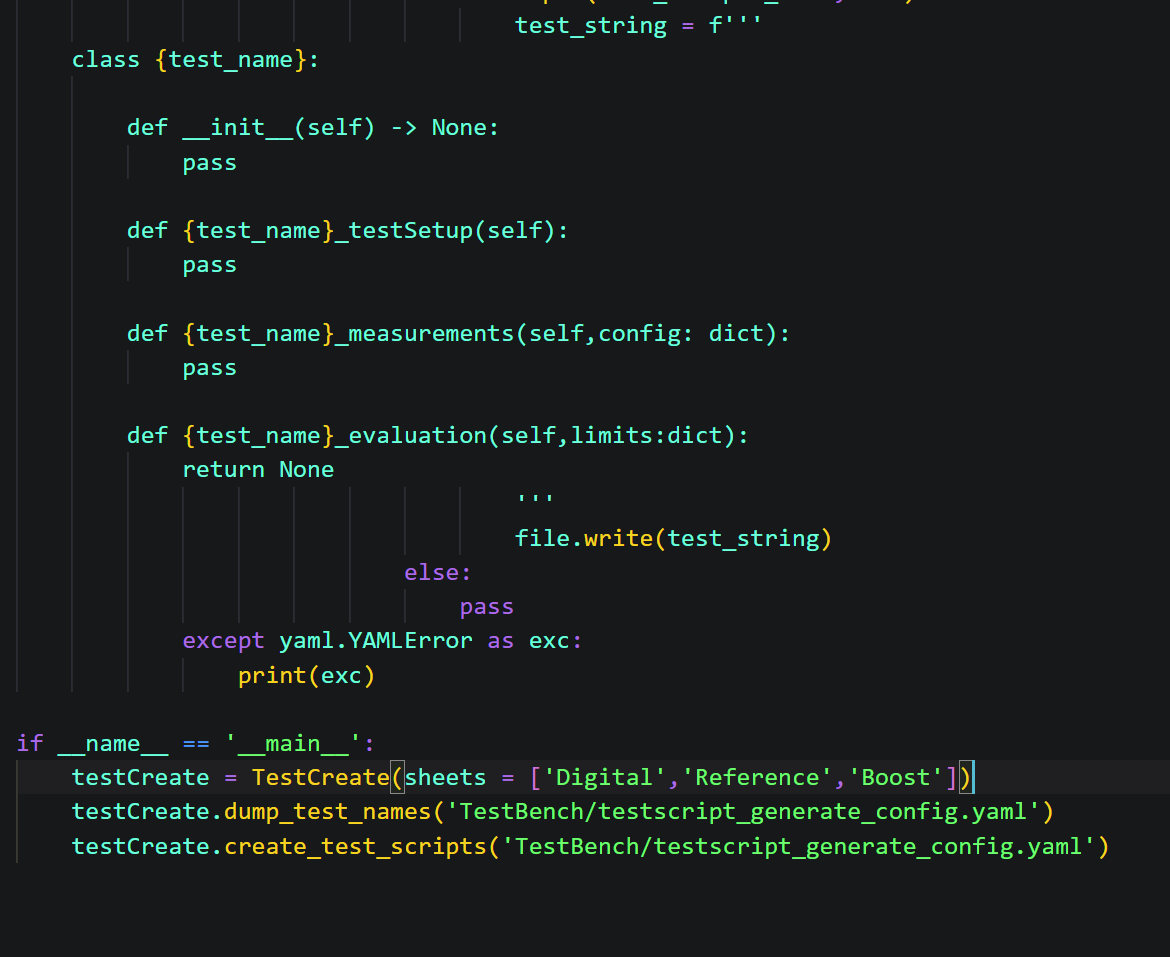 test_string = f'''
class {test_name}:
def __init__(self) -> None:
pass
def {test_name}_testSetup(self):
pass
def {test_name}_measurements(self,config: dict):
pass
def {test_name}_evaluation(self,limits:dict):
return None
'''
file.write(test_string)
else:
pass
except yaml.YAMLError as exc:
print(exc)
if __name__ == '__main__':
testCreate = TestCreate(sheets = ['Digital','Reference','Boost'])
testCreate.dump_test_names('TestBench/testscript_generate_config.yaml')
testCreate.create_test_scripts('TestBench/testscript_generate_config.yaml')